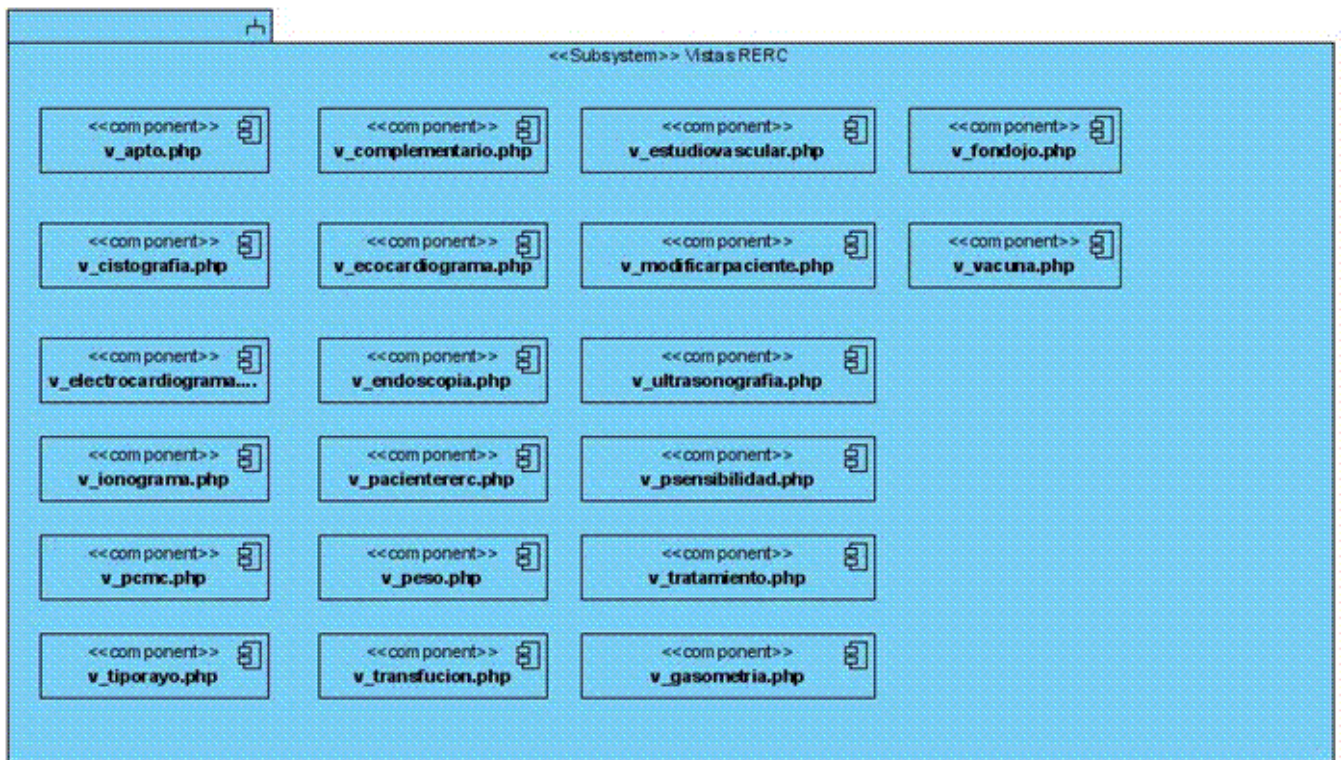 <<Subsystem>> Vistas RERC
<<component>>
v_apto.php
<<component>>
v_complementario.php
<<component>>
v_estudiovascular.php
<<component>>
v_fondojo.php
<<component>>
v_cistografia.php
<<component>>
v_ecocardiograma.php
<<component>>
v_modificarpaciente.php
<<component>>
v_vacuna.php
<<component>>
v_electrocardiograma....
<<component>>
v_endoscopia.php
<<component>>
v_ultrasonografia.php
<<component>>
v_ionograma.php
<<component>>
v_pacientererc.php
<<component>>
v_psensibilidad.php
<<component>>
v_pcmc.php
<<component>>
v_peso.php
<<component>>
v_tratamiento.php
<<component>>
v_tiporayo.php
<<component>>
v_transfucion.php
<<component>>
v_gasometria.php